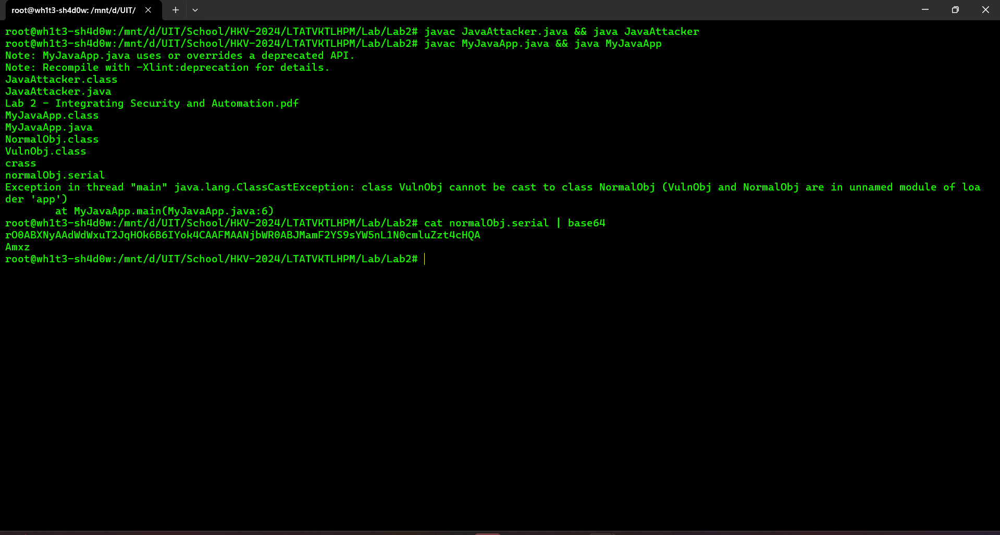 root@wh1t3-sh4d0w: /mnt/d/UIT/
root@wh1t3-sh4d0w:/mnt/d/UIT/School/HKV-2024/LTATVKTLHPM/Lab/Lab2# javac JavaAttacker.java && java JavaAttacker
root@wh1t3-sh4d0w:/mnt/d/UIT/School/HKV-2024/LTATVKTLHPM/Lab/Lab2# javac MyJavaApp.java && java MyJavaApp
Note: MyJavaApp.java uses or overrides a deprecated API.
Note: Recompile with -Xlint:deprecation for details.
JavaAttacker.class
JavaAttacker.java
Lab 2 - Integrating Security and Automation.pdf
MyJavaApp.class
MyJavaApp.java
NormalObj.class
VulnObj.class
crass
normalObj.serial
Exception in thread "main" java.lang.ClassCastException: class VulnObj cannot be cast to class NormalObj (VulnObj and NormalObj are in unnamed module of loa
der 'app')
        at MyJavaApp.main(MyJavaApp.java:6)
root@wh1t3-sh4d0w:/mnt/d/UIT/School/HKV-2024/LTATVKTLHPM/Lab/Lab2# cat normalObj.serial | base64
rO0ABXNyAAdWdWxuT2JqHOk6B6IYok4CAAFMAANjbWR0ABJMamF2YS9sYW5nL1N0cmluZzt4cHQA
Amxz
root@wh1t3-sh4d0w:/mnt/d/UIT/School/HKV-2024/LTATVKTLHPM/Lab/Lab2#